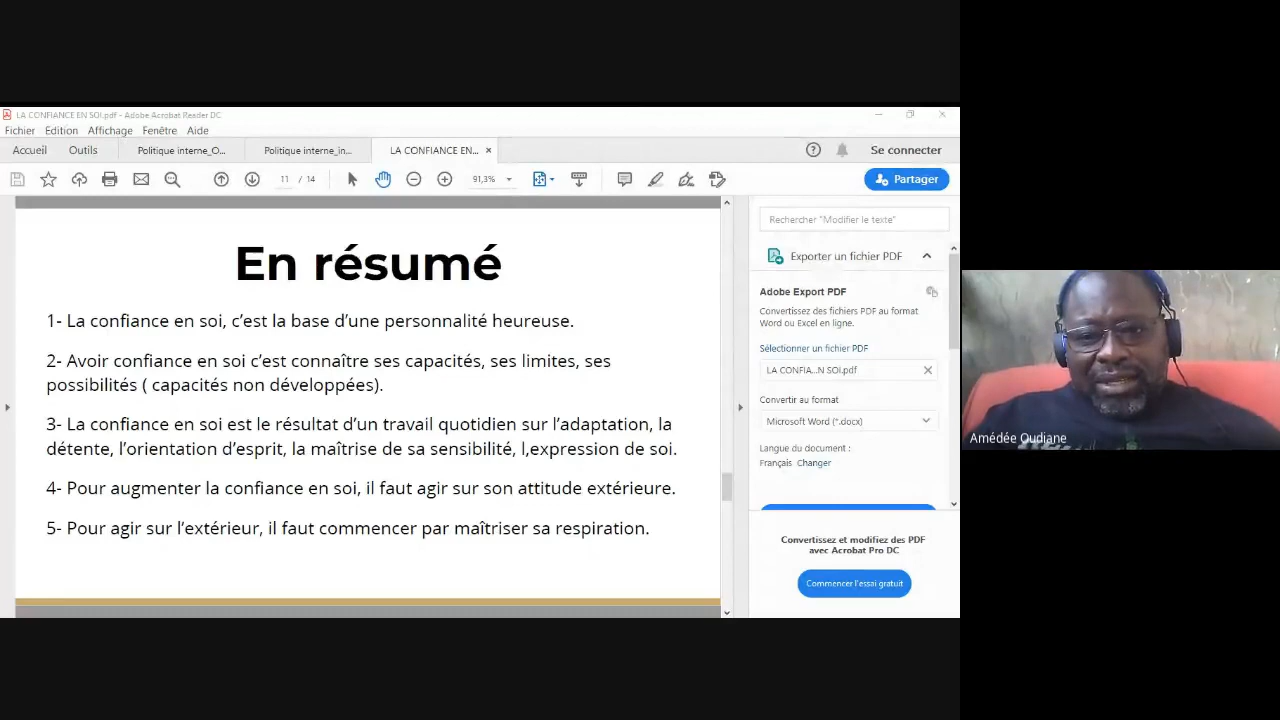 LA CONFIANCE EN SOI.pdf - Adobe Acrobat Reader DC
Fichier Edition Affichage Fenêtre Aide
Accueil Outils Politique interne_O... Politique interne_in... LA CONFIANCE EN... × Se connecter
11 / 14 91,3% Partager
En résumé
1- La confiance en soi, c’est la base d’une personnalité heureuse.
2- Avoir confiance en soi c’est connaître ses capacités, ses limites, ses
possibilités ( capacités non développées).
3- La confiance en soi est le résultat d’un travail quotidien sur l’adaptation, la
détente, l’orientation d’esprit, la maîtrise de sa sensibilité, l,expression de soi.
4- Pour augmenter la confiance en soi, il faut agir sur son attitude extérieure.
5- Pour agir sur l’extérieur, il faut commencer par maîtriser sa respiration.
Rechercher "Modifier le texte"
Exporter un fichier PDF
Adobe Export PDF
Convertissez des fichiers PDF au format
Word ou Excel en ligne.
Sélectionner un fichier PDF
LA CONFIA...N SOI.pdf
Convertir au format
Microsoft Word (*.docx)
Langue du document :
Français Changer
Convertissez et modifiez des PDF
avec Acrobat Pro DC
Commencer l'essai gratuit
Amédée Oudiane